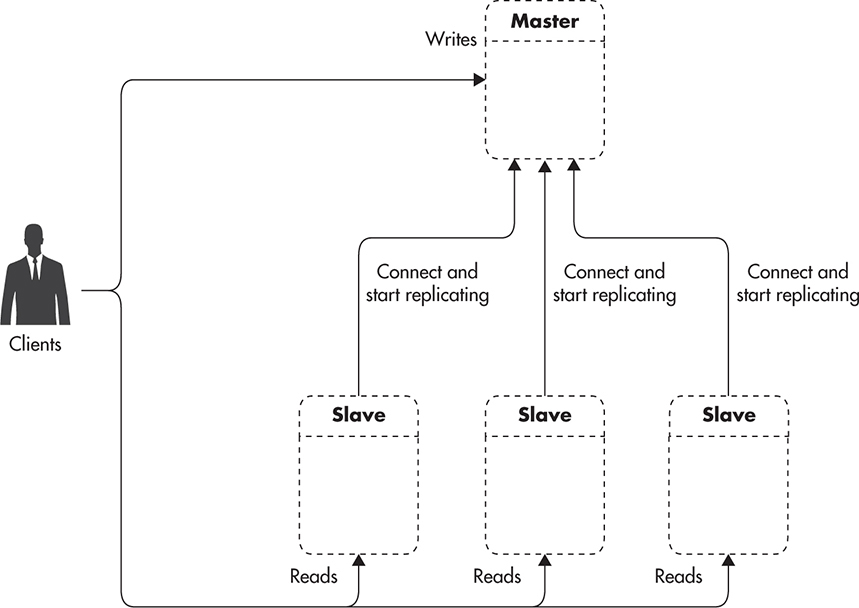 Master
Writes
Connect and
start replicating
Connect and
start replicating
Connect and
start replicating
Clients
Slave
Slave
Slave
Reads
Reads
Reads